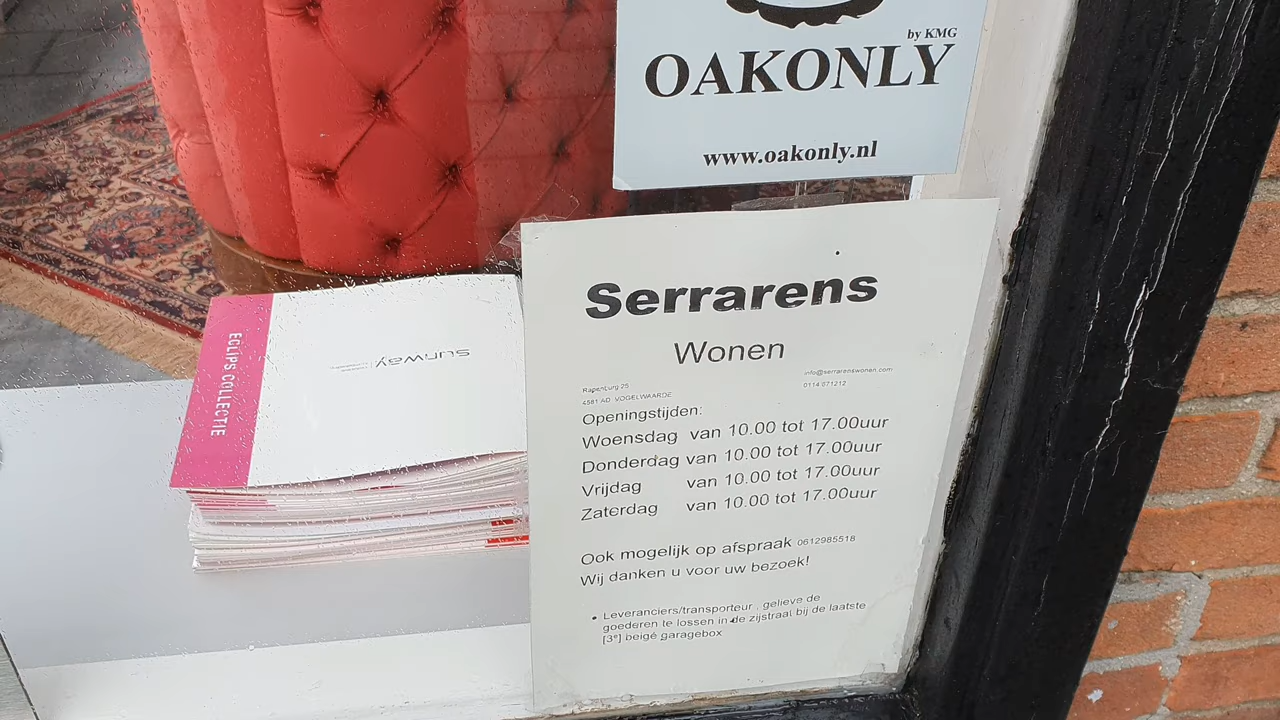 by KMG
OAKONLY
www.oakonly.nl
Serrarens
Wonen
Rapenburg 25
4581 AD VOGELWAARDE
info@serrarenswonen.com
0114 671212
Openingstijden:
Woensdag van 10.00 tot 17.00uur
Donderdag van 10.00 tot 17.00uur
Vrijdag van 10.00 tot 17.00uur
Zaterdag van 10.00 tot 17.00uur
Ook mogelijk op afspraak 0612985518
Wij danken u voor uw bezoek!
• Leveranciers/transporteur , gelieve de
goederen te lossen in de zijstraal bij de laatste
[3e] beigé garagebox
ECLIPS COLLECTIE
sunway